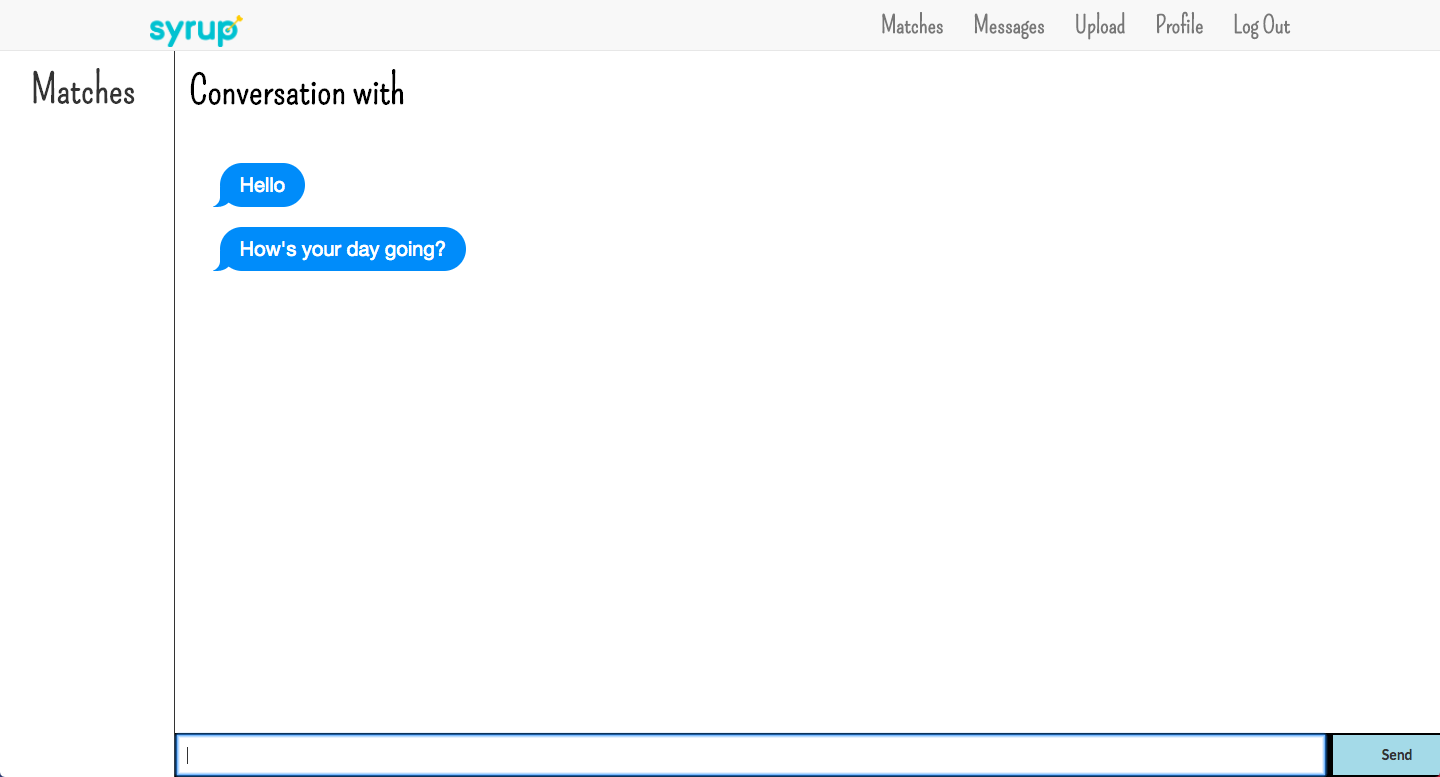 syrup
Matches Messages Upload Profile Log Out
Matches
Conversation with
Hello
How's your day going?
Send